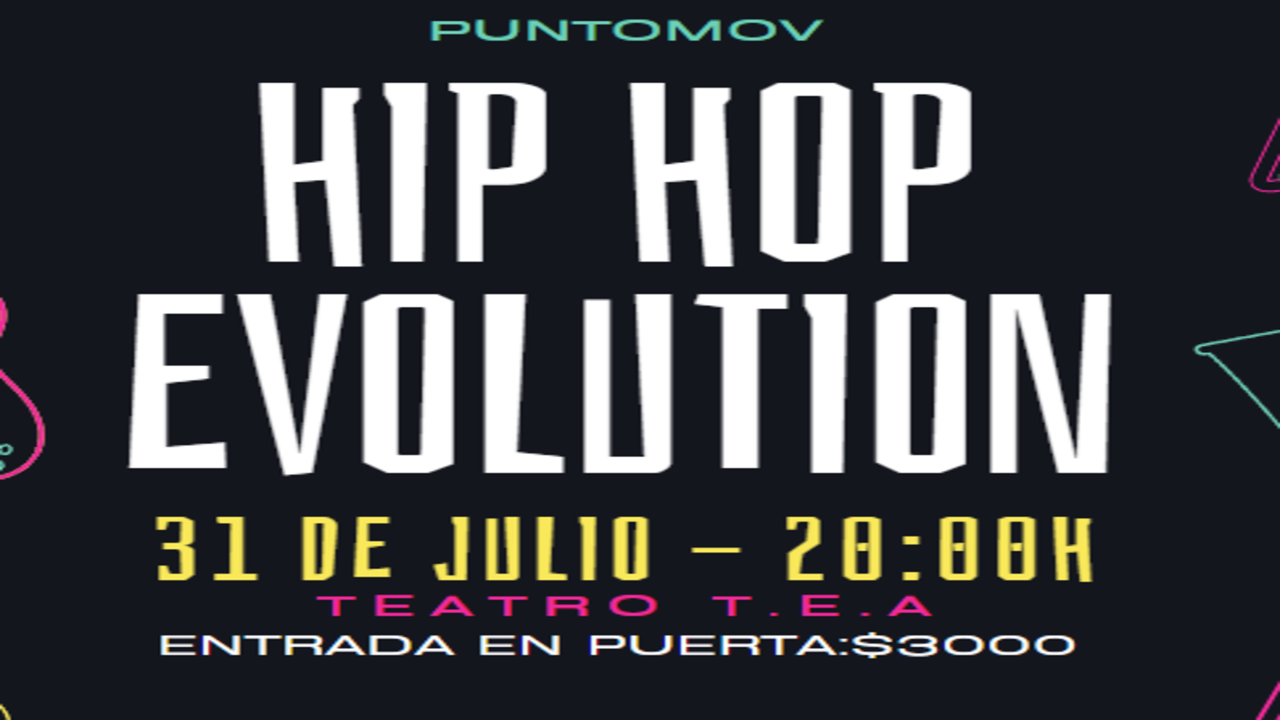 PUNTOMOV
HIP HOP
EVOLUTION
31 DE JULIO – 20:00H
TEATRO T.E.A
ENTRADA EN PUERTA:$3000